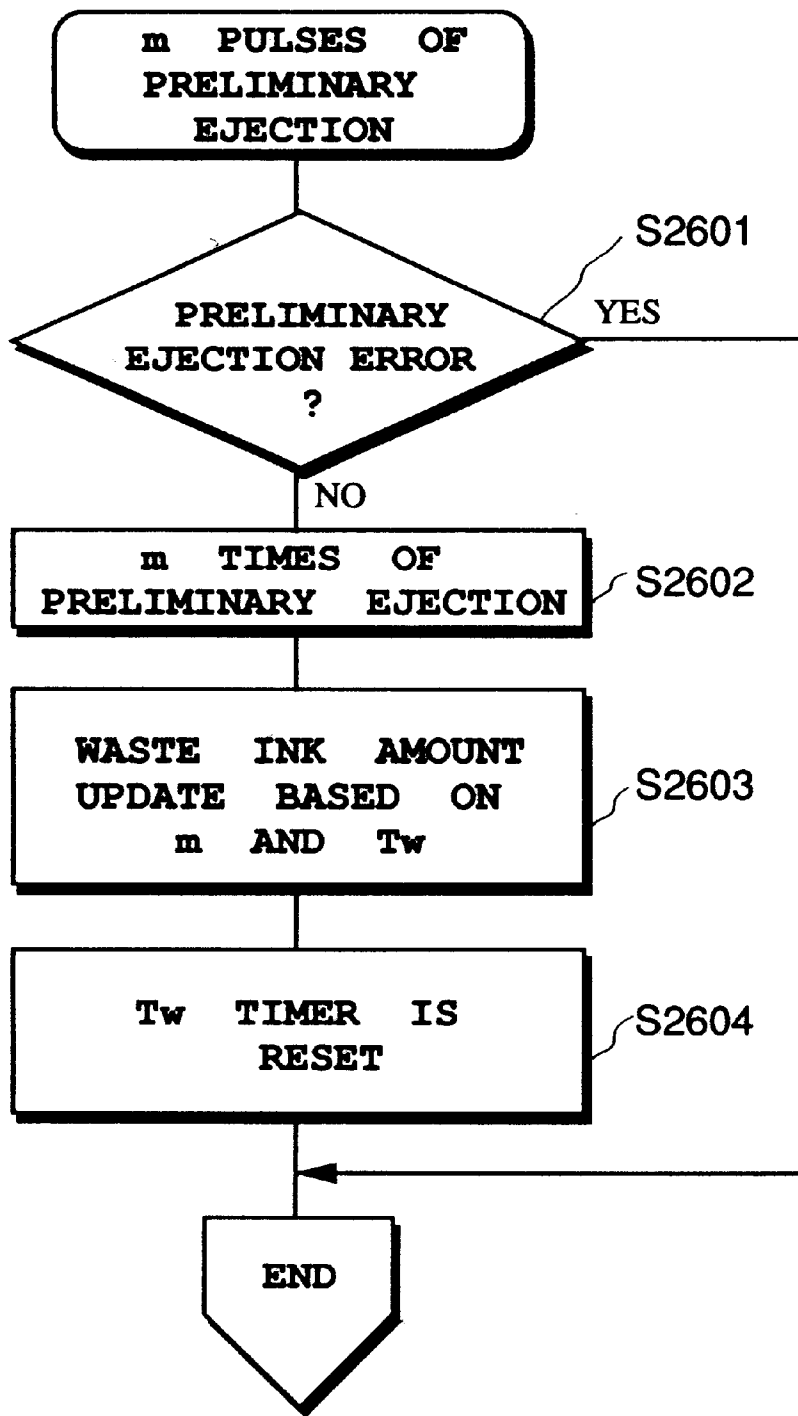 m PULSES OF
PRELIMINARY
EJECTION
S2601
PRELIMINARY
EJECTION ERROR
?
YES
NO
m TIMES OF
PRELIMINARY EJECTION
S2602
WASTE INK AMOUNT
UPDATE BASED ON
m AND Tw
S2603
Tw TIMER IS
RESET
S2604
END